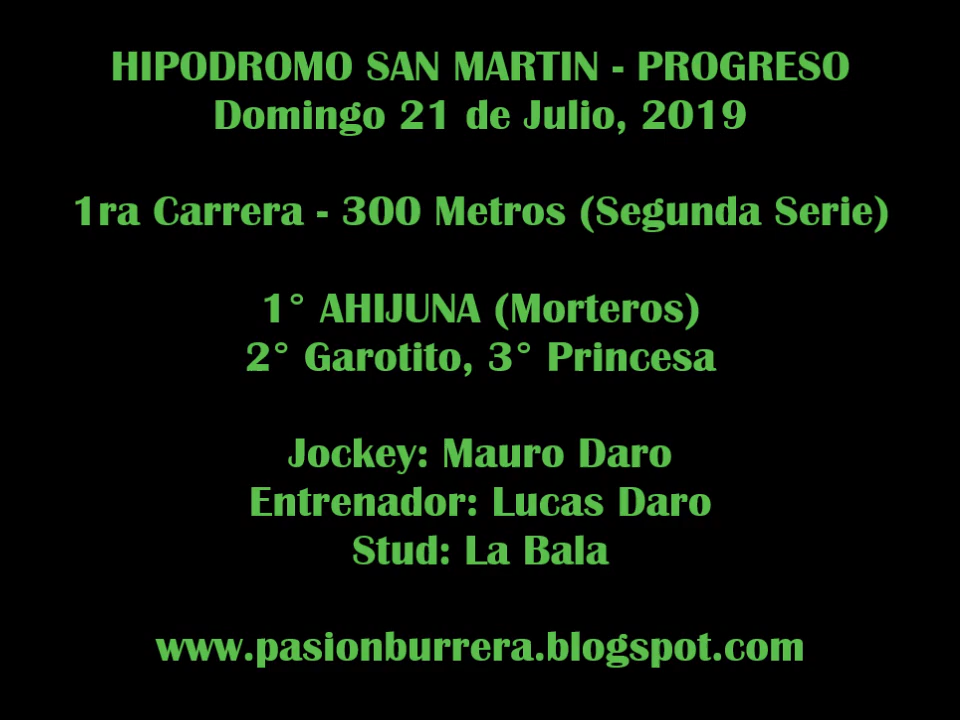 HIPODROMO SAN MARTIN - PROGRESO
Domingo 21 de Julio, 2019
1ra Carrera - 300 Metros (Segunda Serie)
1° AHIJUNA (Morteros)
2° Garotito, 3° Princesa
Jockey: Mauro Daro
Entrenador: Lucas Daro
Stud: La Bala
www.pasionburrera.blogspot.com